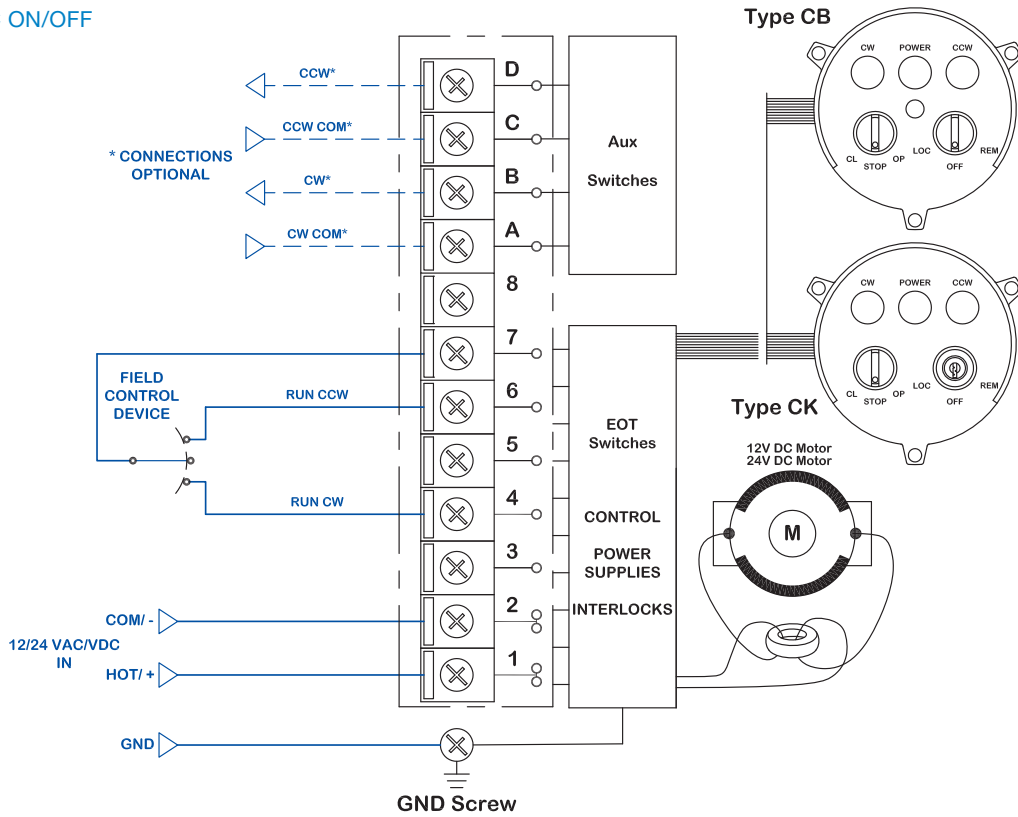 ON/OFF
CCW*
CCW COM*
* CONNECTIONS
OPTIONAL
CW*
CW COM*
FIELD
CONTROL
DEVICE
RUN CCW
RUN CW
COM/ -
12/24 VAC/VDC
IN
HOT/ +
GND
GND Screw
D
C
B
A
8
7
6
5
4
3
2
1
Aux
Switches
EOT
Switches
CONTROL
POWER
SUPPLIES
INTERLOCKS
Type CB
CW POWER CCW
CL STOP OP LOC OFF REM
CW POWER CCW
CL STOP OP LOC OFF REM
Type CK
12V DC Motor
24V DC Motor
M